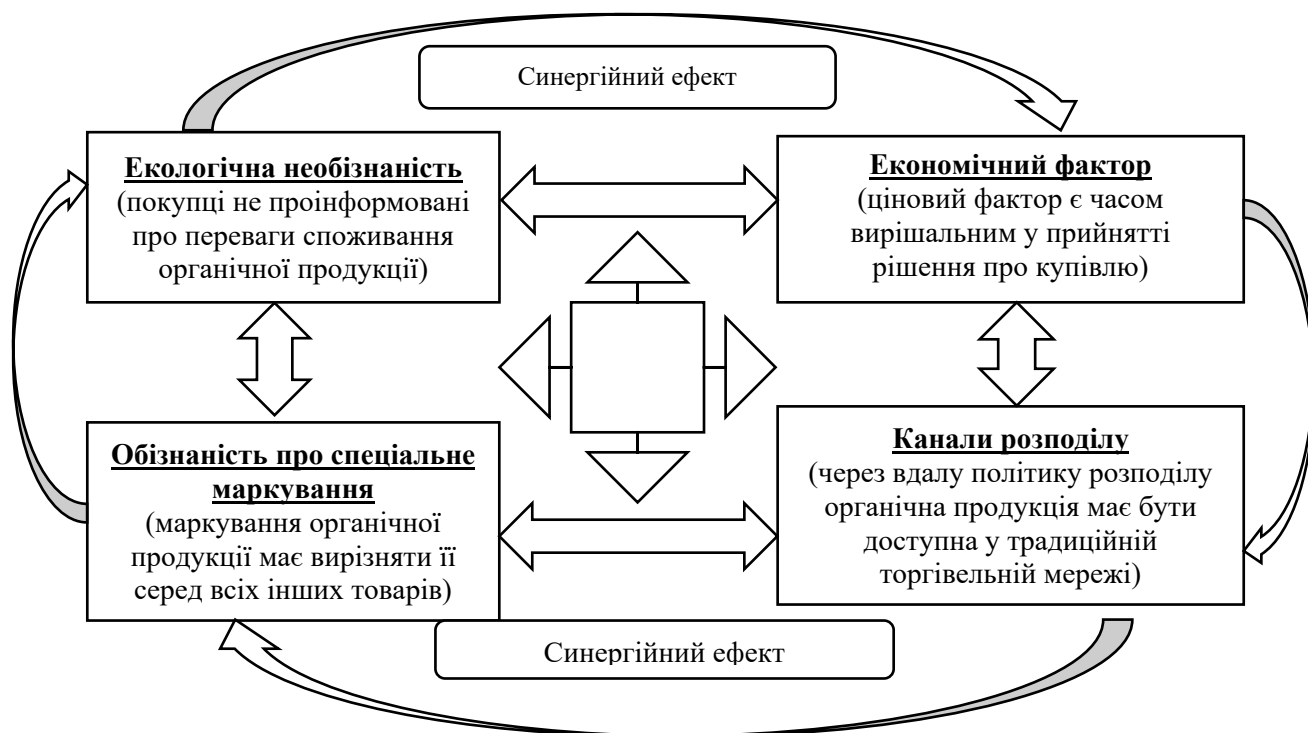 Синергійний ефект
Екологічна необізнаність
(покупці не проінформовані
про переваги споживання
органічної продукції)
Економічний фактор
(ціновий фактор є часом
вирішальним у прийнятті
рішення про купівлю)
Обізнаність про спеціальне
маркування
(маркування органічної
продукції має вирізняти її
серед всіх інших товарів)
Канали розподілу
(через вдалу політику розподілу
органічна продукція має бути
доступна у традиційній
торгівельній мережі)
Синергійний ефект